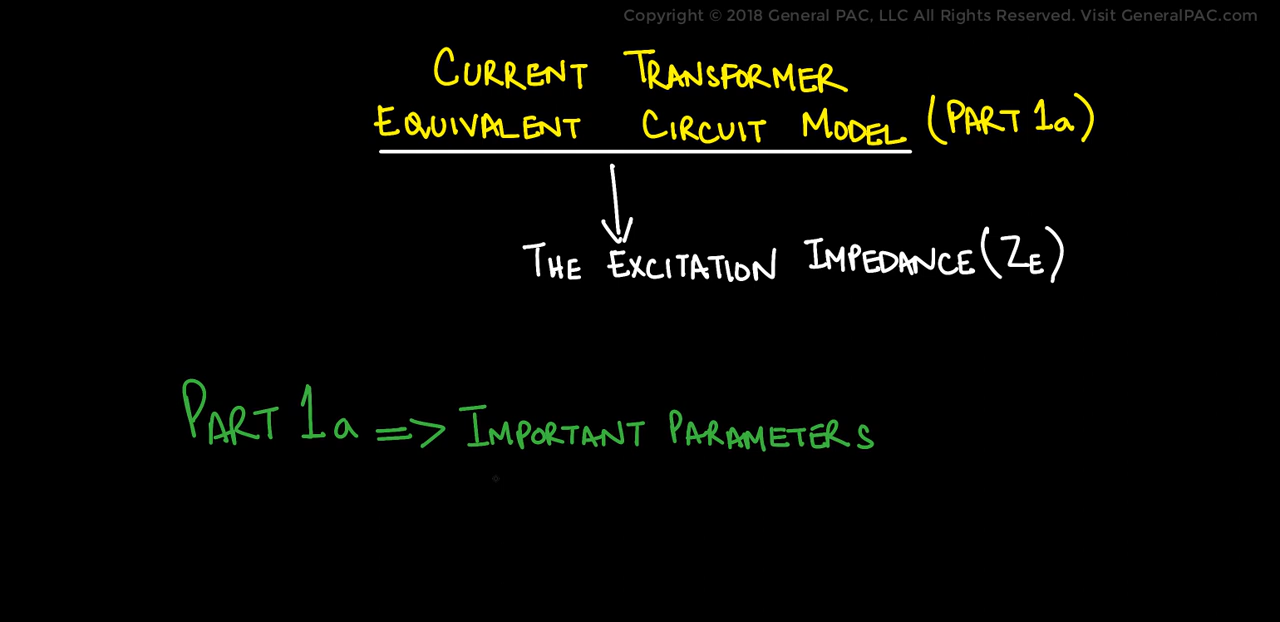 Copyright © 2018 General PAC, LLC All Rights Reserved. Visit GeneralPAC.com
CURRENT TRANSFORMER
EQUIVALENT CIRCUIT MODEL (PART 1a)
THE EXCITATION IMPEDANCE (ZE)
PART 1a => IMPORTANT PARAMETERS